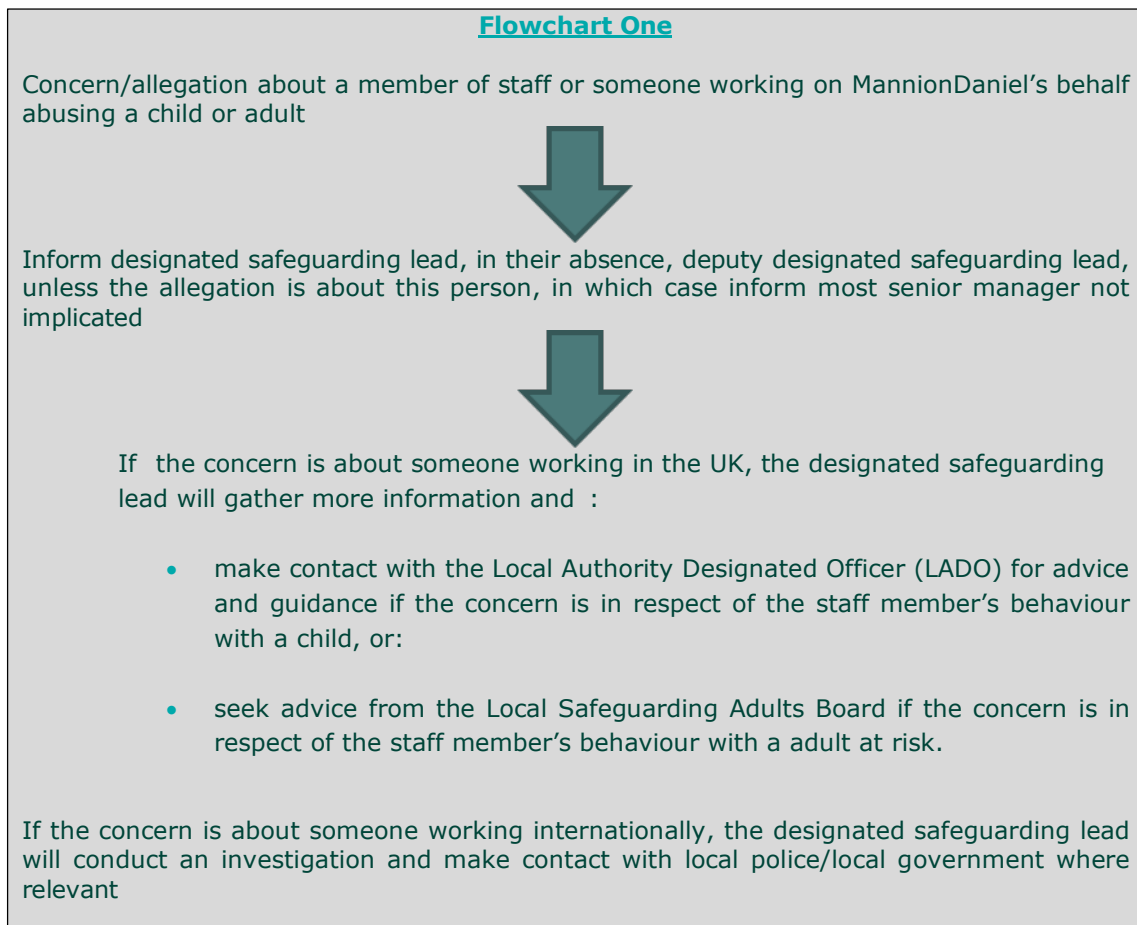 Flowchart One
Concern/allegation about a member of staff or someone working on MannionDaniel’s behalf
abusing a child or adult
Inform designated safeguarding lead, in their absence, deputy designated safeguarding lead,
unless the allegation is about this person, in which case inform most senior manager not
implicated
If the concern is about someone working in the UK, the designated safeguarding
lead will gather more information and :
• make contact with the Local Authority Designated Officer (LADO) for advice
and guidance if the concern is in respect of the staff member’s behaviour
with a child, or:
• seek advice from the Local Safeguarding Adults Board if the concern is in
respect of the staff member’s behaviour with a adult at risk.
If the concern is about someone working internationally, the designated safeguarding lead
will conduct an investigation and make contact with local police/local government where
relevant